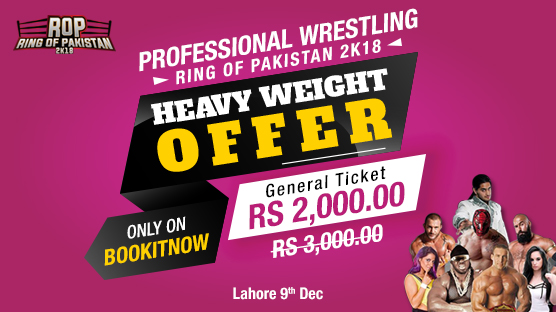 ROP
RING OF PAKISTAN
2K18
PROFESSIONAL WRESTLING
RING OF PAKISTAN 2K18
HEAVY WEIGHT
OFFER
General Ticket
RS 2,000.00
RS 3,000.00
ONLY ON
BOOKITNOW
Lahore 9th Dec